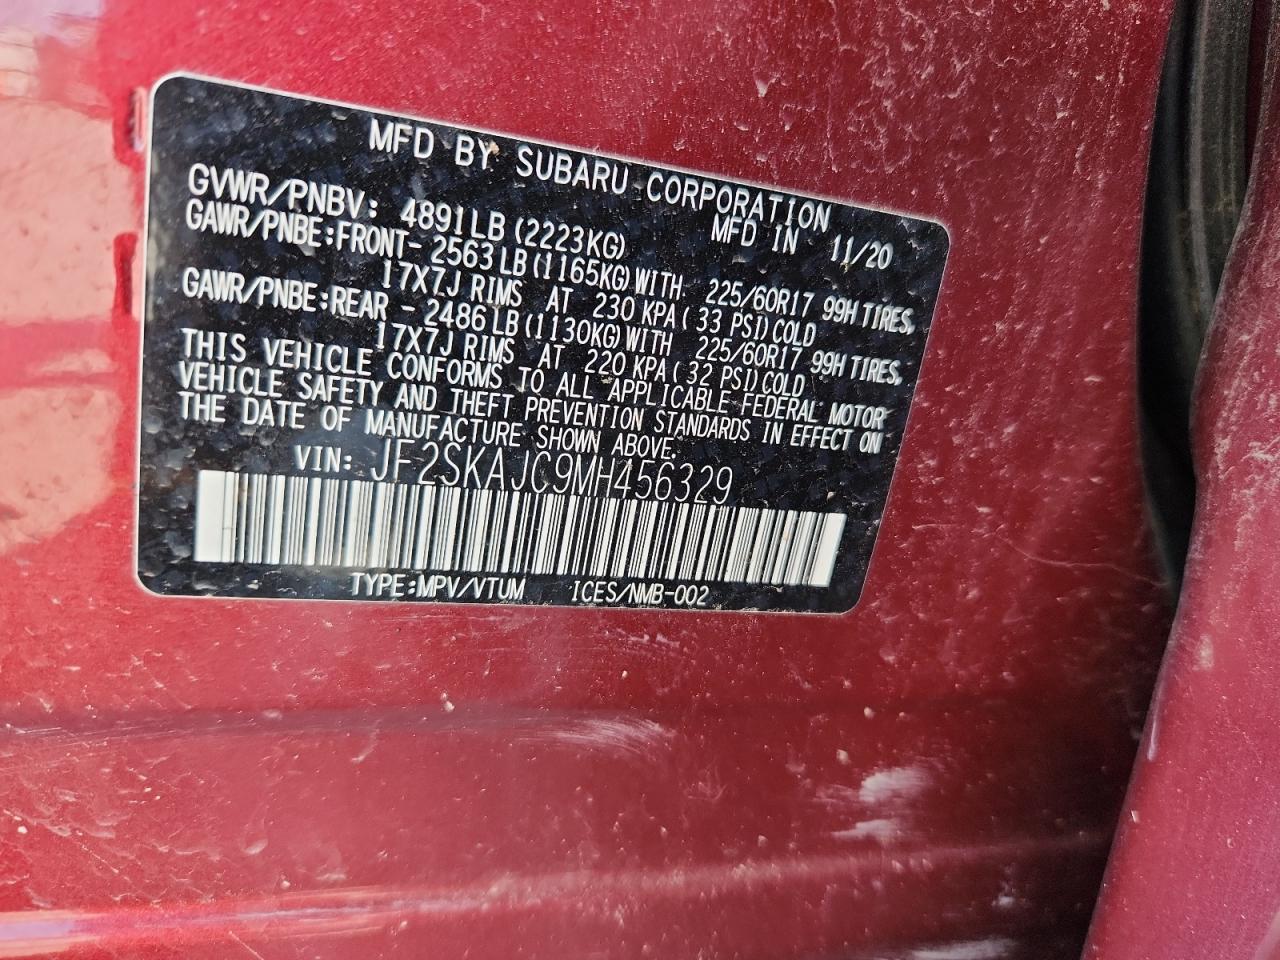 MFD BY SUBARU CORPORATION
GVWR/PNBV: 4891LB (2223KG) MFD IN 11/20
GAWR/PNBE:FRONT- 2563LB(1165KG)WITH. 225/60R17 99H TIRES,
17X7J RIMS AT 230 KPA( 33 PSI)COLD
GAWR/PNBE:REAR - 2486LB(1130KG)WITH 225/60R17 99H TIRES,
17X7J RIMS AT 220 KPA( 32 PSI)COLD
THIS VEHICLE CONFORMS TO ALL APPLICABLE FEDERAL MOTOR
VEHICLE SAFETY AND THEFT PREVENTION STANDARDS IN EFFECT ON
THE DATE OF MANUFACTURE SHOWN ABOVE.
VIN: JF2SKAJC9MH456329
TYPE:MPV/VTUM ICES/NMB-002